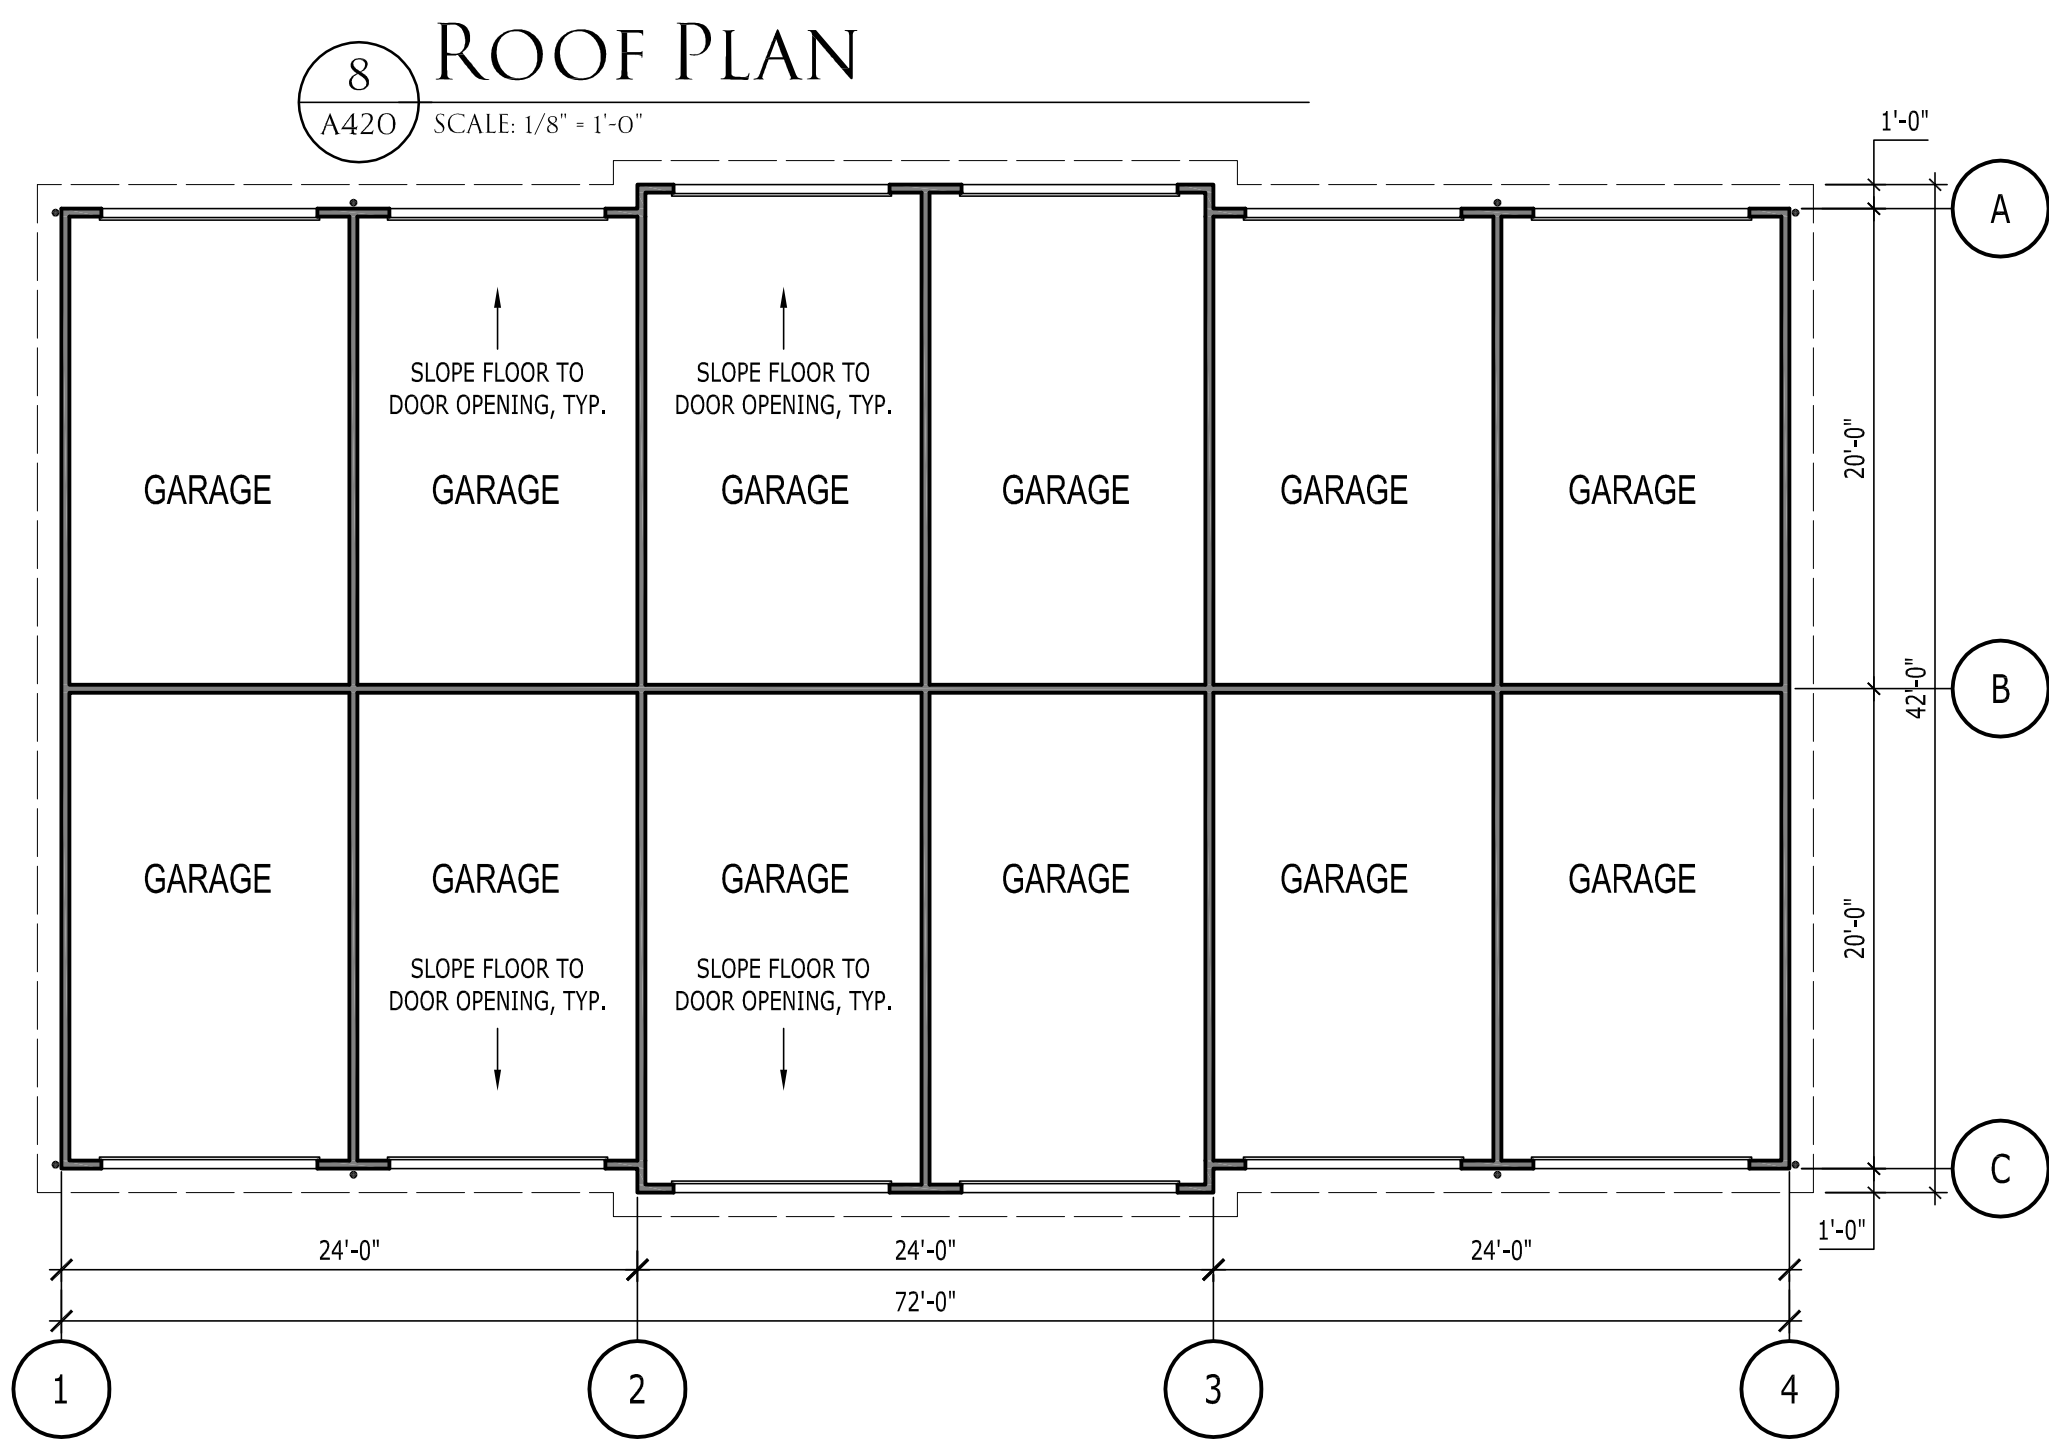 8
A420
ROOF PLAN
SCALE: 1/8" = 1'-0"
1'-0"
A
SLOPE FLOOR TO
DOOR OPENING, TYP.
SLOPE FLOOR TO
DOOR OPENING, TYP.
20'-0"
GARAGE GARAGE GARAGE GARAGE GARAGE GARAGE
42'-0"
B
GARAGE GARAGE GARAGE GARAGE GARAGE GARAGE
20'-0"
SLOPE FLOOR TO
DOOR OPENING, TYP.
SLOPE FLOOR TO
DOOR OPENING, TYP.
C
1'-0"
24'-0" 24'-0" 24'-0"
72'-0"
1 2 3 4